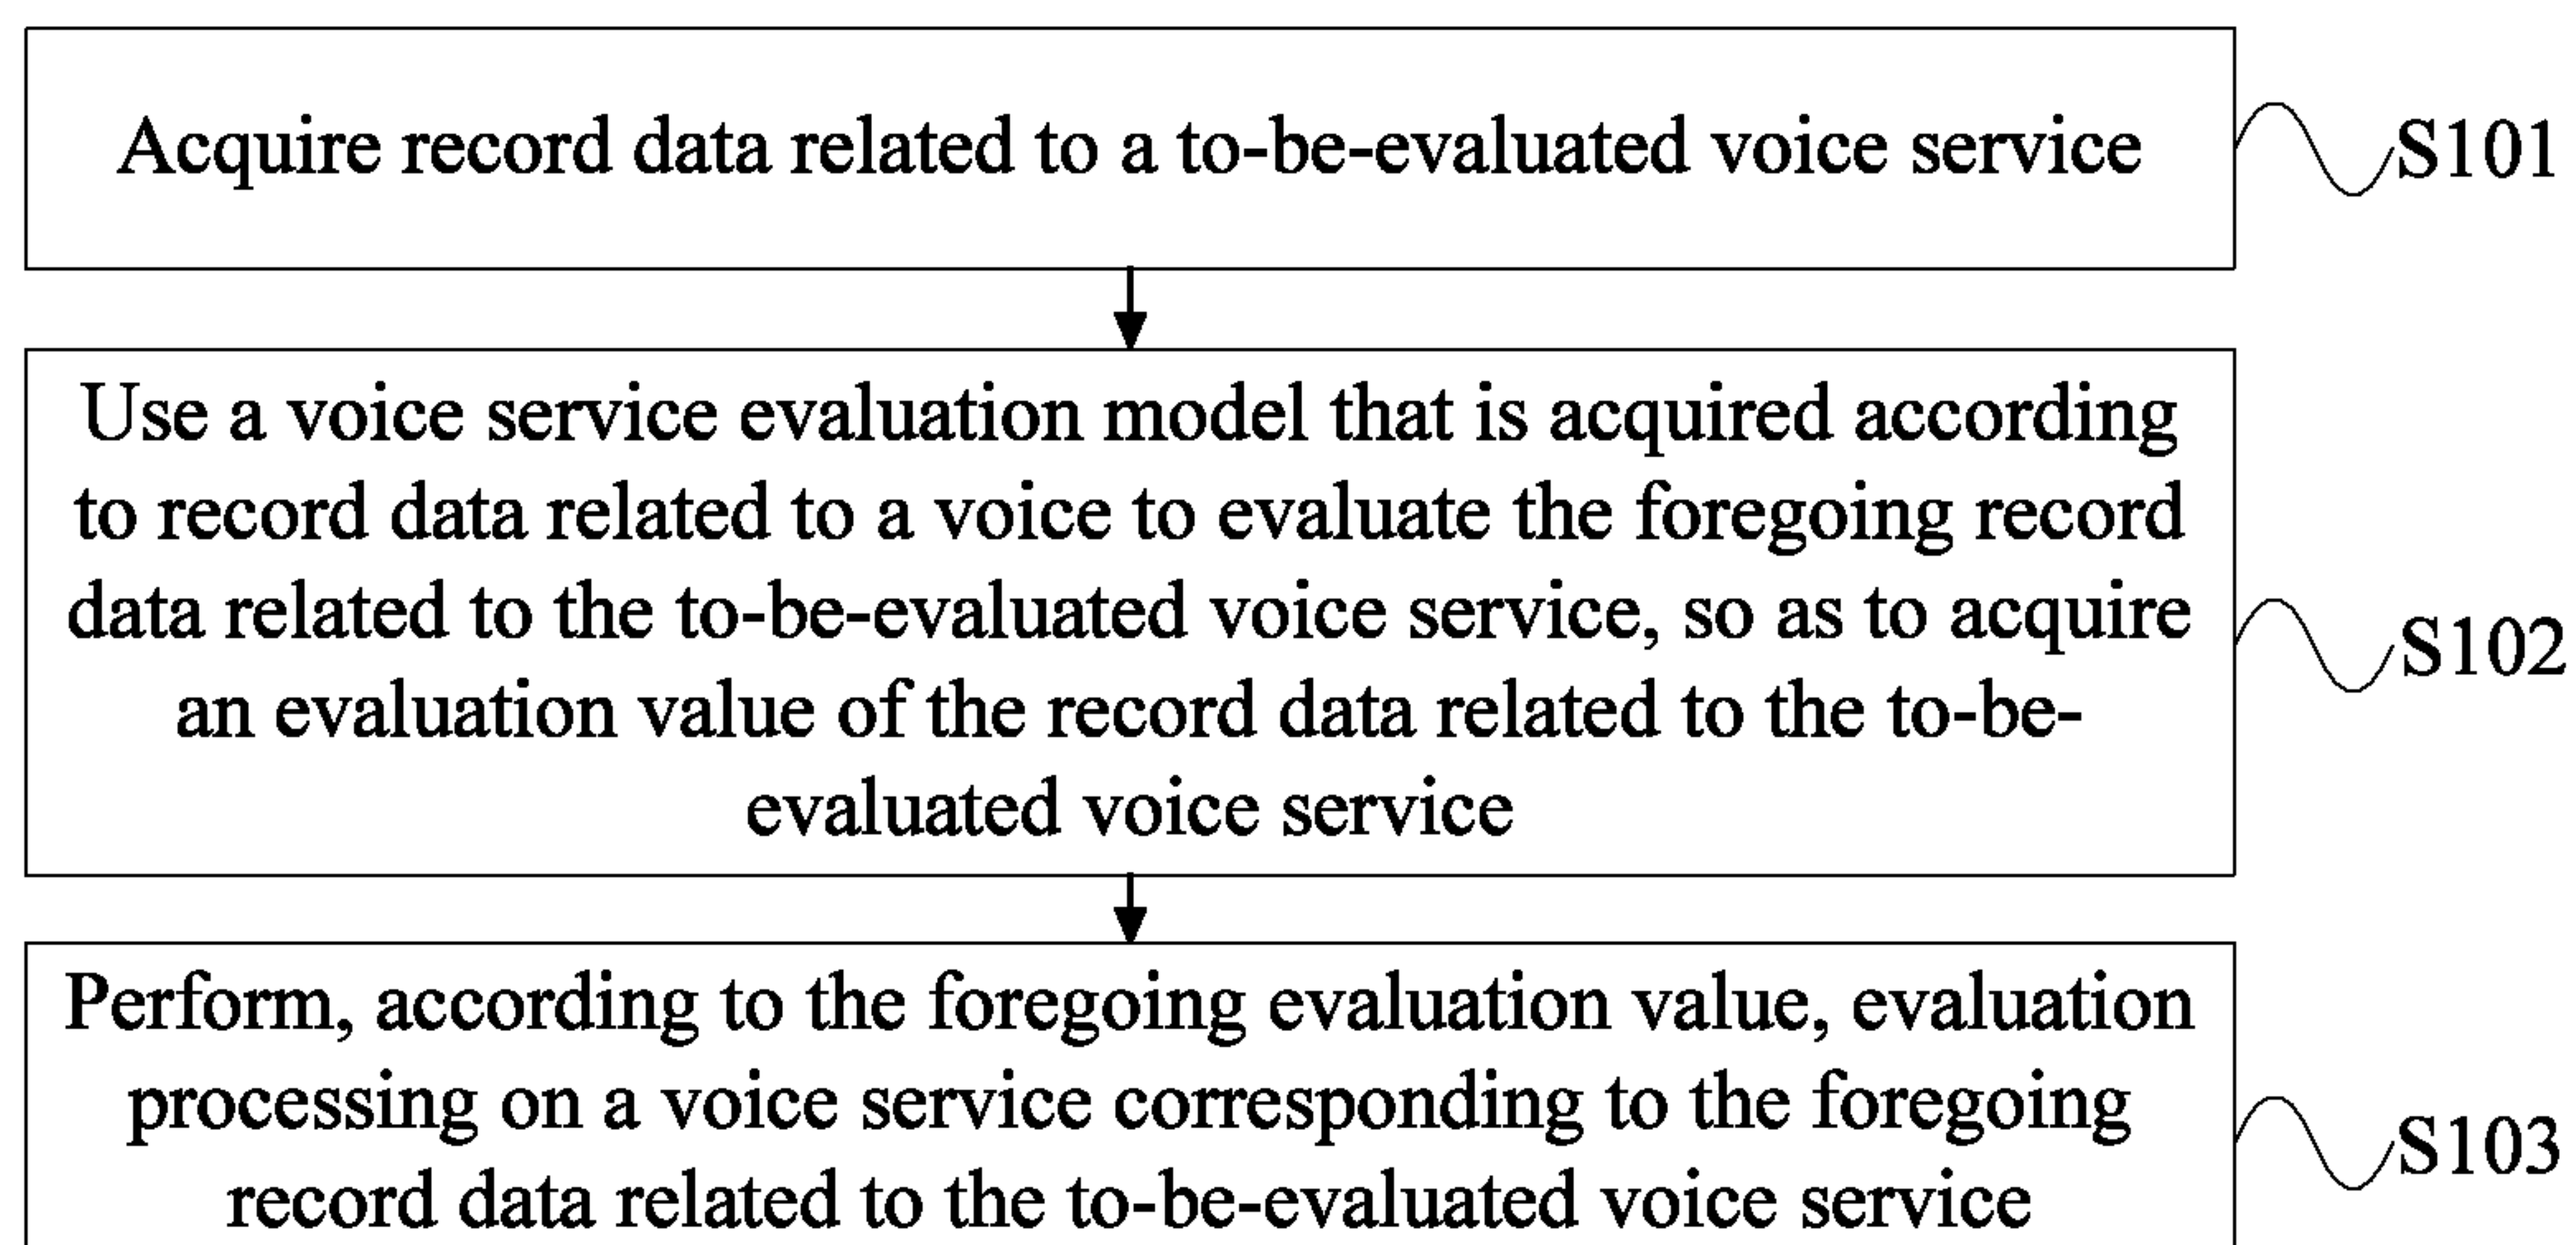 Acquire record data related to a to-be-evaluated voice service
S101
Use a voice service evaluation model that is acquired according
to record data related to a voice to evaluate the foregoing record
data related to the to-be-evaluated voice service, so as to acquire
an evaluation value of the record data related to the to-be-
evaluated voice service
S102
Perform, according to the foregoing evaluation value, evaluation
processing on a voice service corresponding to the foregoing
record data related to the to-be-evaluated voice service
S103